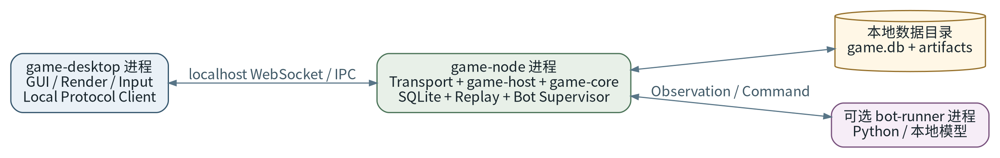 game-desktop 进程
GUI / Render / Input
Local Protocol Client
localhost WebSocket / IPC
game-node 进程
Transport + game-host + game-core
SQLite + Replay + Bot Supervisor
本地数据目录
game.db + artifacts
Observation / Command
可选 bot-runner 进程
Python / 本地模型